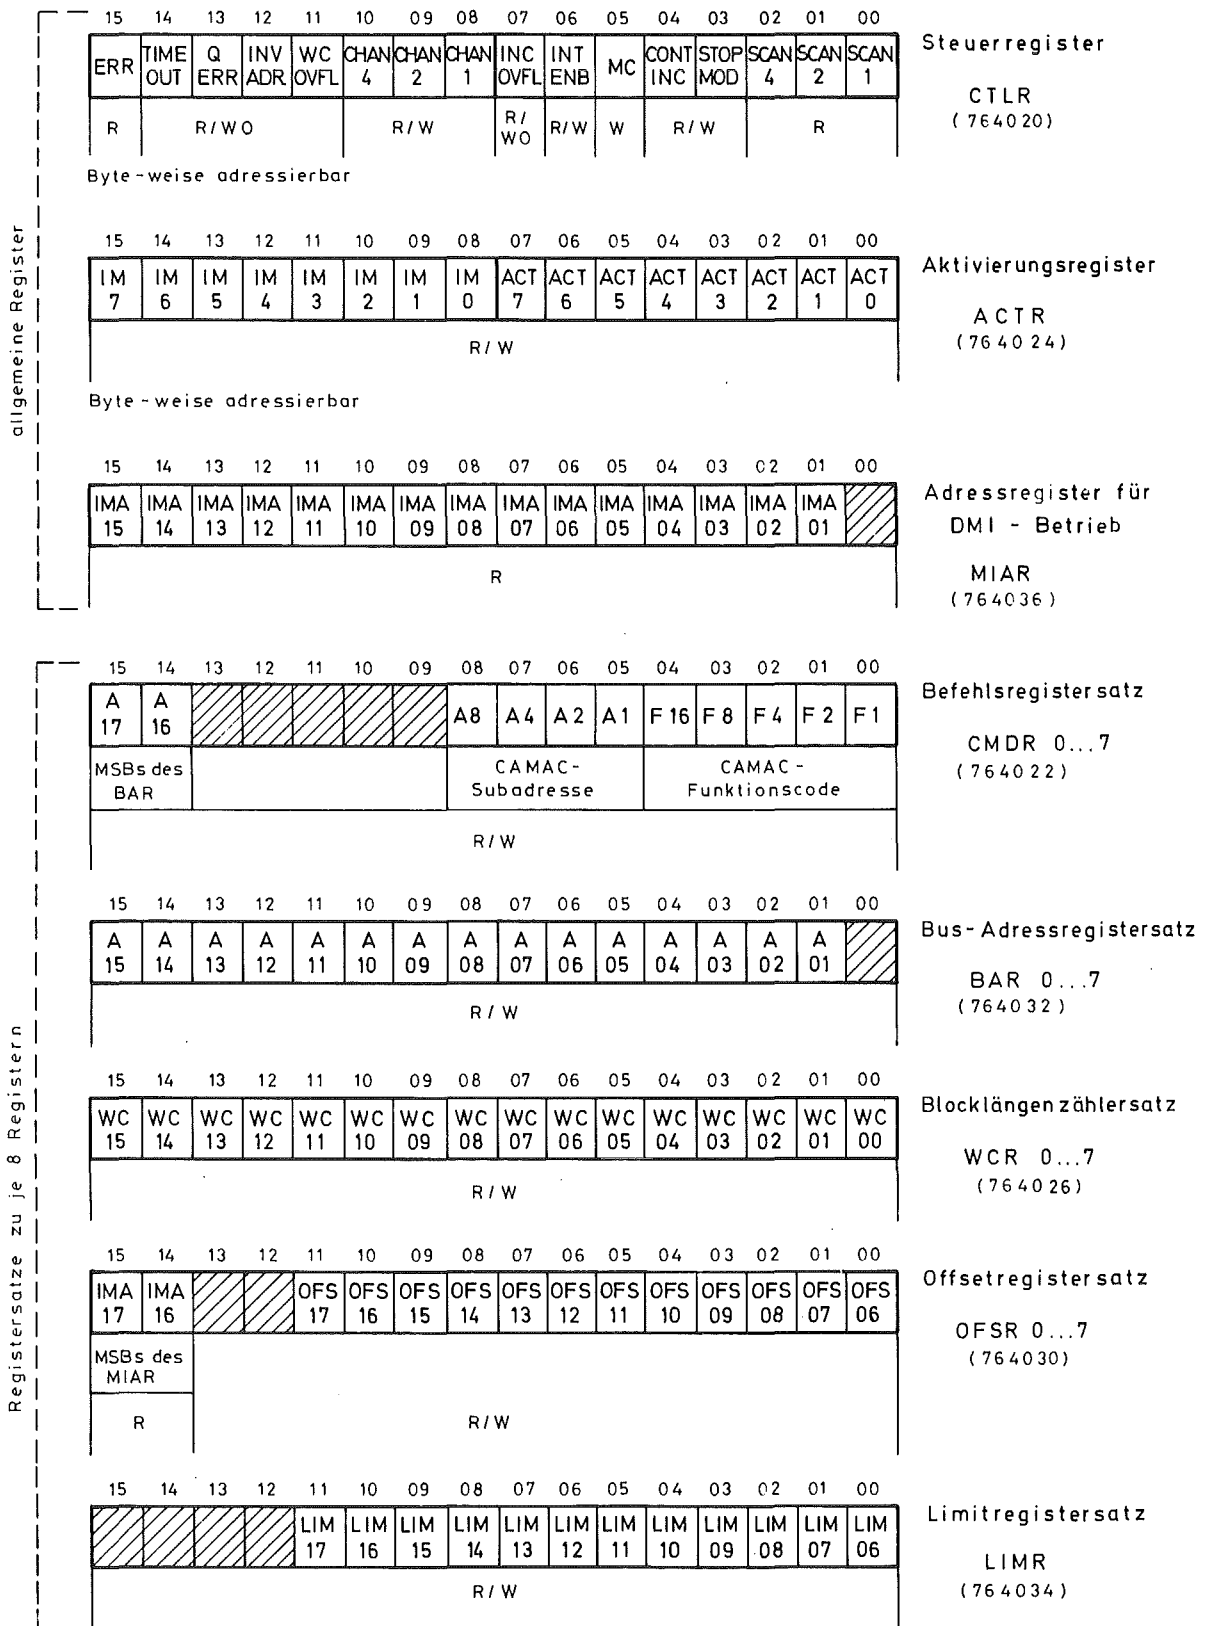 15 14 13 12 11 10 09 08 07 06 05 04 03 02 01 00
ERR TIME OUT Q ERR INV ADR WC OVFL CHAN 4 CHAN 2 CHAN 1 INC OVFL INT ENB MC CONT INC STOP MOD SCAN 4 SCAN 2 SCAN 1
R R/WO R/W R/WO R/W W R/W R
Steuerregister
CTLR
(764020)
Byte-weise adressierbar
allgemeine Register
15 14 13 12 11 10 09 08 07 06 05 04 03 02 01 00
IM 7 IM 6 IM 5 IM 4 IM 3 IM 2 IM 1 IM 0 ACT 7 ACT 6 ACT 5 ACT 4 ACT 3 ACT 2 ACT 1 ACT 0
R/W
Aktivierungsregister
ACTR
(764024)
Byte-weise adressierbar
15 14 13 12 11 10 09 08 07 06 05 04 03 02 01 00
IMA 15 IMA 14 IMA 13 IMA 12 IMA 11 IMA 10 IMA 09 IMA 08 IMA 07 IMA 06 IMA 05 IMA 04 IMA 03 IMA 02 IMA 01
R
Adressregister für
DMI - Betrieb
MIAR
(764036)
Registersatze zu je 8 Registern
15 14 13 12 11 10 09 08 07 06 05 04 03 02 01 00
A 17 A 16 A8 A4 A2 A1 F16 F8 F4 F2 F1
MSBs des BAR CAMAC-Subadresse CAMAC-Funktionscode
R/W
Befehlsregistersatz
CMDR 0...7
(764022)
15 14 13 12 11 10 09 08 07 06 05 04 03 02 01 00
A 15 A 14 A 13 A 12 A 11 A 10 A 09 A 08 A 07 A 06 A 05 A 04 A 03 A 02 A 01
R/W
Bus-Adressregistersatz
BAR 0...7
(764032)
15 14 13 12 11 10 09 08 07 06 05 04 03 02 01 00
WC 15 WC 14 WC 13 WC 12 WC 11 WC 10 WC 09 WC 08 WC 07 WC 06 WC 05 WC 04 WC 03 WC 02 WC 01 WC 00
R/W
Blocklängenzählersatz
WCR 0...7
(764026)
15 14 13 12 11 10 09 08 07 06 05 04 03 02 01 00
IMA 17 IMA 16 OFS 17 OFS 16 OFS 15 OFS 14 OFS 13 OFS 12 OFS 11 OFS 10 OFS 09 OFS 08 OFS 07 OFS 06
MSBs des MIAR
R R/W
Offsetregistersatz
OFSR 0...7
(764030)
15 14 13 12 11 10 09 08 07 06 05 04 03 02 01 00
LIM 17 LIM 16 LIM 15 LIM 14 LIM 13 LIM 12 LIM 11 LIM 10 LIM 09 LIM 08 LIM 07 LIM 06
R/W
Limitregistersatz
LIMR
(764034)